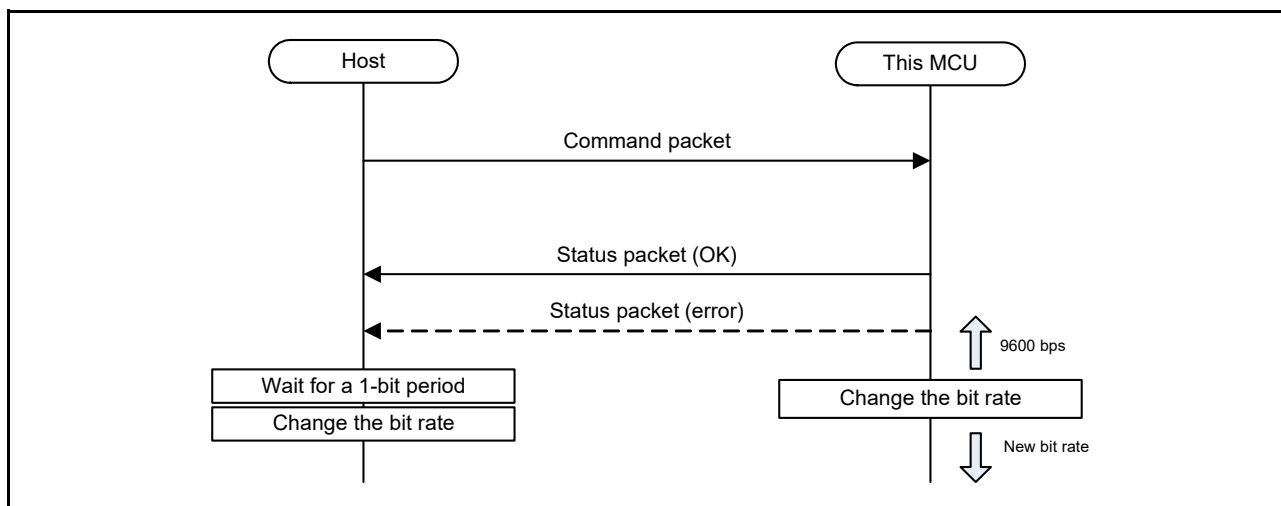 Host
This MCU
Command packet
Status packet (OK)
Status packet (error)
9600 bps
Wait for a 1-bit period
Change the bit rate
Change the bit rate
New bit rate